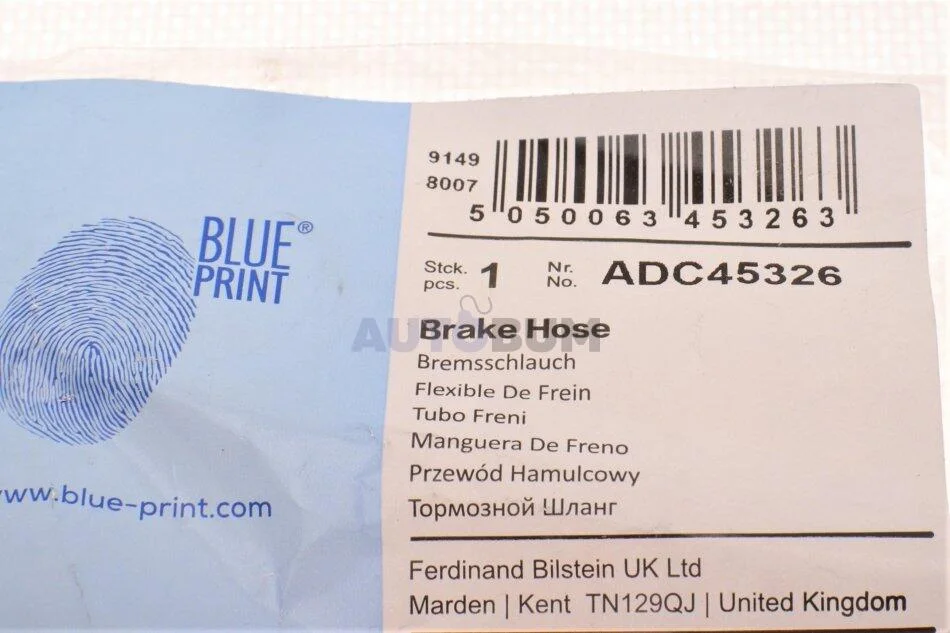 9149
8007
5 050063 453263
Stck. 1 Nr. ADC45326
pcs. No.
BLUE®
PRINT
Brake Hose
AUTOBUM
Bremsschlauch
Flexible De Frein
Tubo Freni
Manguera De Freno
Przewód Hamulcowy
Тормозной Шланг
www.blue-print.com
Ferdinand Bilstein UK Ltd
Marden | Kent TN129QJ | United Kingdom